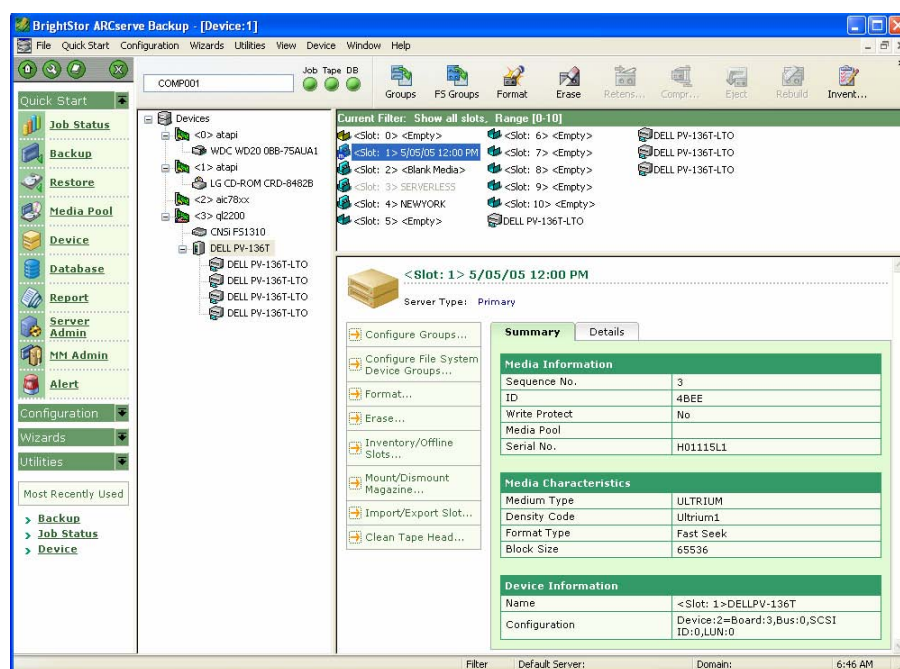 BrightStor ARCserve Backup - [Device:1]
File Quick Start Configuration Wizards Utilities View Device Window Help
COMP001
Job Tape DB
Groups
FS Groups
Format
Erase
Retens...
Compr...
Eject
Rebuild
Invent...
Quick Start
Job Status
Backup
Restore
Media Pool
Device
Database
Report
Server Admin
MM Admin
Alert
Configuration
Wizards
Utilities
Most Recently Used
Backup
Job Status
Device
Devices
<0> atapi
WDC WD20 0BB-75AUA1
<1> atapi
LG CD-ROM CRD-8482B
<2> aic78xx
<3> ql2200
CNSi FS1310
DELL PV-136T
DELL PV-136T-LTO
DELL PV-136T-LTO
DELL PV-136T-LTO
DELL PV-136T-LTO
Current Filter: Show all slots, Range [0-10]
<Slot: 0> <Empty>
<Slot: 1> 5/05/05 12:00 PM
<Slot: 2> <Blank Media>
<Slot: 3> SERVERLESS
<Slot: 4> NEWYORK
<Slot: 5> <Empty>
<Slot: 6> <Empty>
<Slot: 7> <Empty>
<Slot: 8> <Empty>
<Slot: 9> <Empty>
<Slot: 10> <Empty>
DELL PV-136T-LTO
DELL PV-136T-LTO
DELL PV-136T-LTO
DELL PV-136T-LTO
<Slot: 1> 5/05/05 12:00 PM
Server Type: Primary
Configure Groups...
Configure File System
Device Groups...
Format...
Erase...
Inventory/Offline
Slots...
Mount/Dismount
Magazine...
Import/Export Slot...
Clean Tape Head...
Summary
Details
Media Information
Sequence No. 3
ID 4BEE
Write Protect No
Media Pool
Serial No. H01115L1
Media Characteristics
Medium Type ULTRIUM
Density Code Ultrium1
Format Type Fast Seek
Block Size 65536
Device Information
Name <Slot: 1>DELLPV-136T
Configuration Device:2=Board:3,Bus:0,SCSI
ID:0,LUN:0
Filter
Default Server:
Domain:
6:46 AM